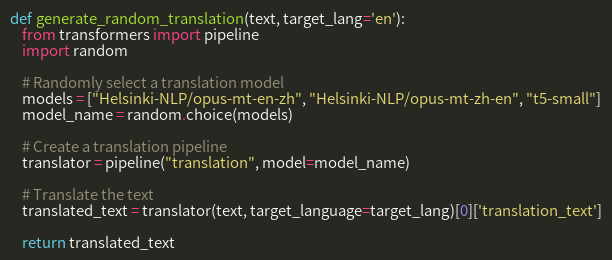 def generate_random_translation(text, target_lang='en'):
from transformers import pipeline
import random
# Randomly select a translation model
models = ["Helsinki-NLP/opus-mt-en-zh", "Helsinki-NLP/opus-mt-zh-en", "t5-small"]
model_name = random.choice(models)
# Create a translation pipeline
translator = pipeline("translation", model=model_name)
# Translate the text
translated_text = translator(text, target_language=target_lang)[0]['translation_text']
return translated_text